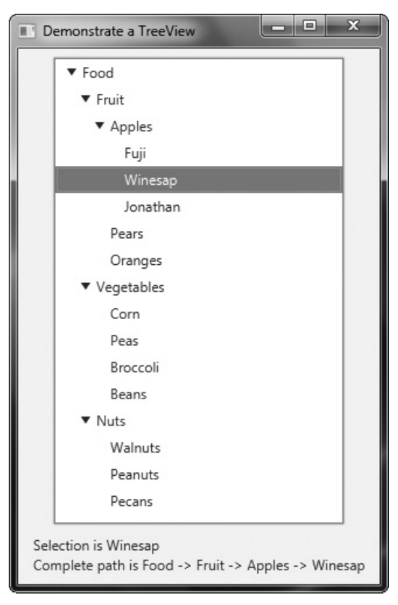 Demonstrate a TreeView
Food
Fruit
Apples
Fuji
Winesap
Jonathan
Pears
Oranges
Vegetables
Corn
Peas
Broccoli
Beans
Nuts
Walnuts
Peanuts
Pecans
Selection is Winesap
Complete path is Food -> Fruit -> Apples -> Winesap